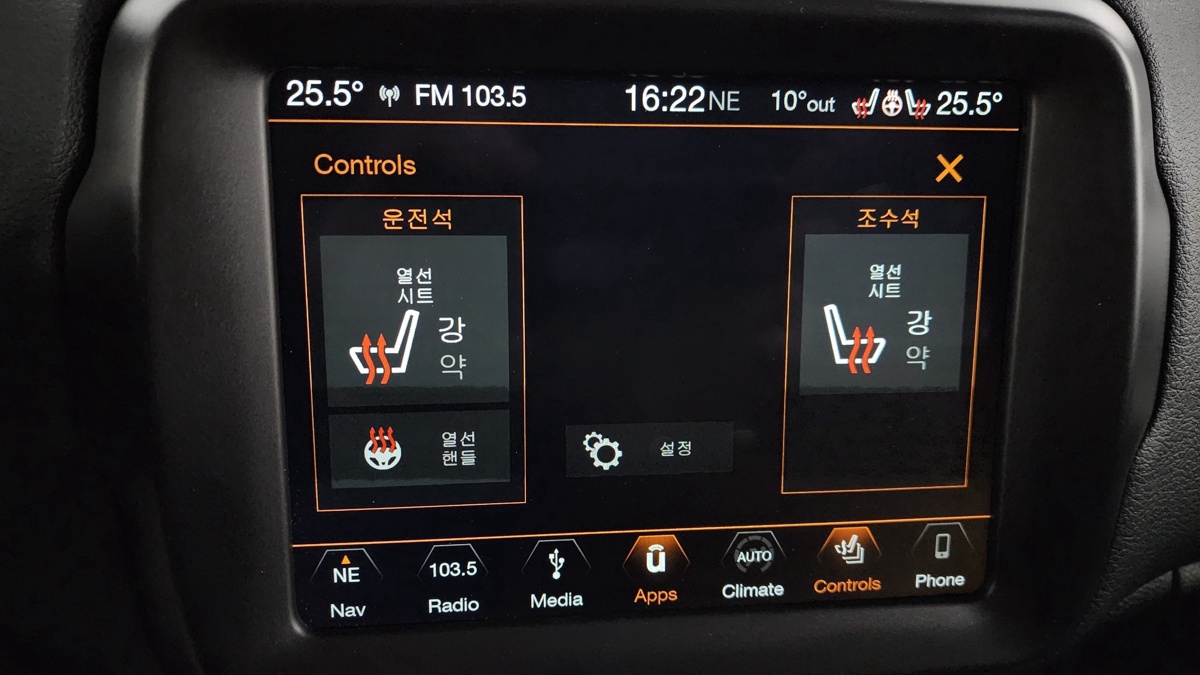 25.5° FM 103.5 16:22 NE 10°out 25.5°
Controls
운전석
열선
시트
강
약
열선
핸들
설정
조수석
열선
시트
강
약
NE
Nav
103.5
Radio
Media
ū
Apps
AUTO
Climate
Controls
Phone